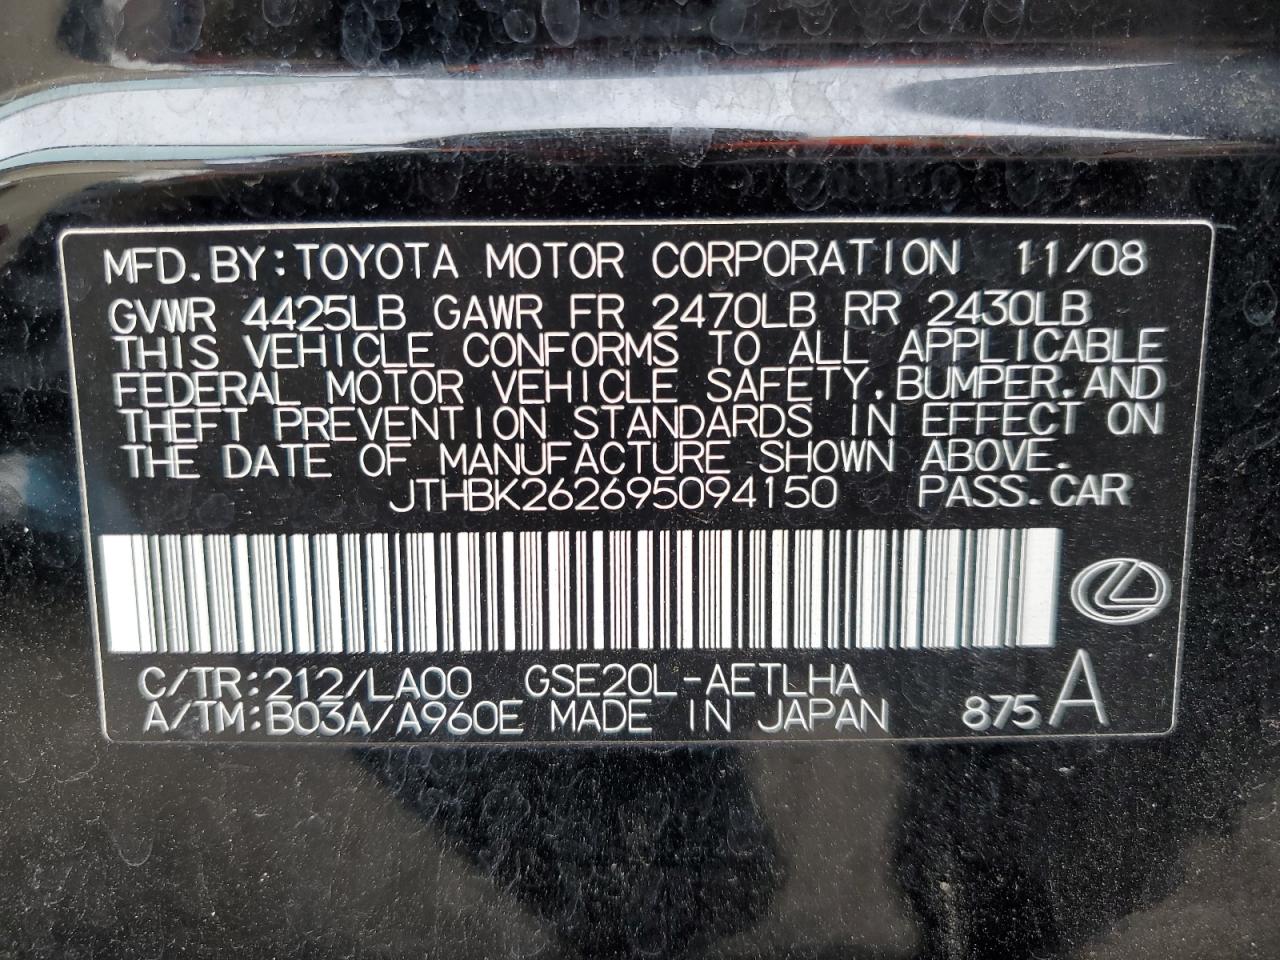 MFD.BY:TOYOTA MOTOR CORPORATION 11/08
GVWR 4425LB GAWR FR 2470LB RR 2430LB
THIS VEHICLE CONFORMS TO ALL APPLICABLE
FEDERAL MOTOR VEHICLE SAFETY,BUMPER,AND
THEFT PREVENTION STANDARDS IN EFFECT ON
THE DATE OF MANUFACTURE SHOWN ABOVE.
JTHBK262695094150 PASS.CAR
C/TR:212/LA00 GSE20L-AETLHA
A/TM:B03A/A960E MADE IN JAPAN 875 A